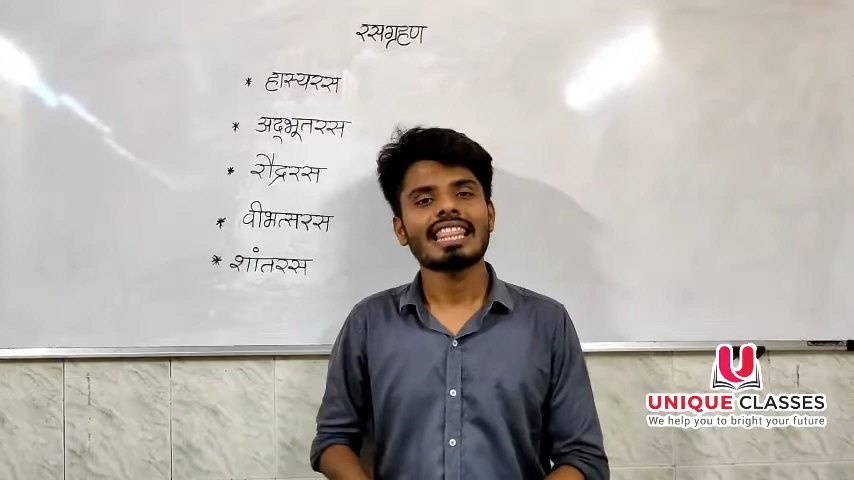 रसग्रहण
* हास्यरस
* अद्भूतरस
* रौद्ररस
* वीभत्सरस
* शांतरस
U
UNIQUE CLASSES
We help you to bright your future